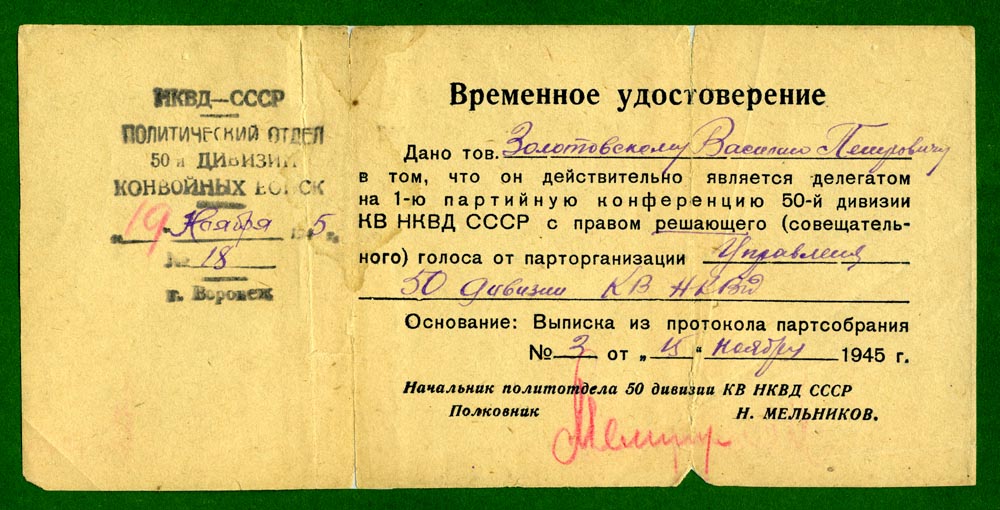 НКВД—СССР
ПОЛИТИЧЕСКИЙ ОТДЕЛ
50 й ДИВИЗИИ
КОНВОЙНЫХ ВОЙСК
„19" Ноября 1945 г.
№ 18
г. Воронеж
Временное удостоверение
Дано тов. Золотовскому Василию Петровичу
в том, что он действительно является делегатом
на 1-ю партийную конференцию 50-й дивизии
КВ НКВД СССР с правом решающего (совещатель-
ного) голоса от парторганизации Управления
50 дивизии КВ НКВД
Основание: Выписка из протокола партсобрания
№ 3 от „15" ноября 1945 г.
Начальник политотдела 50 дивизии КВ НКВД СССР
Полковник Н. МЕЛЬНИКОВ.